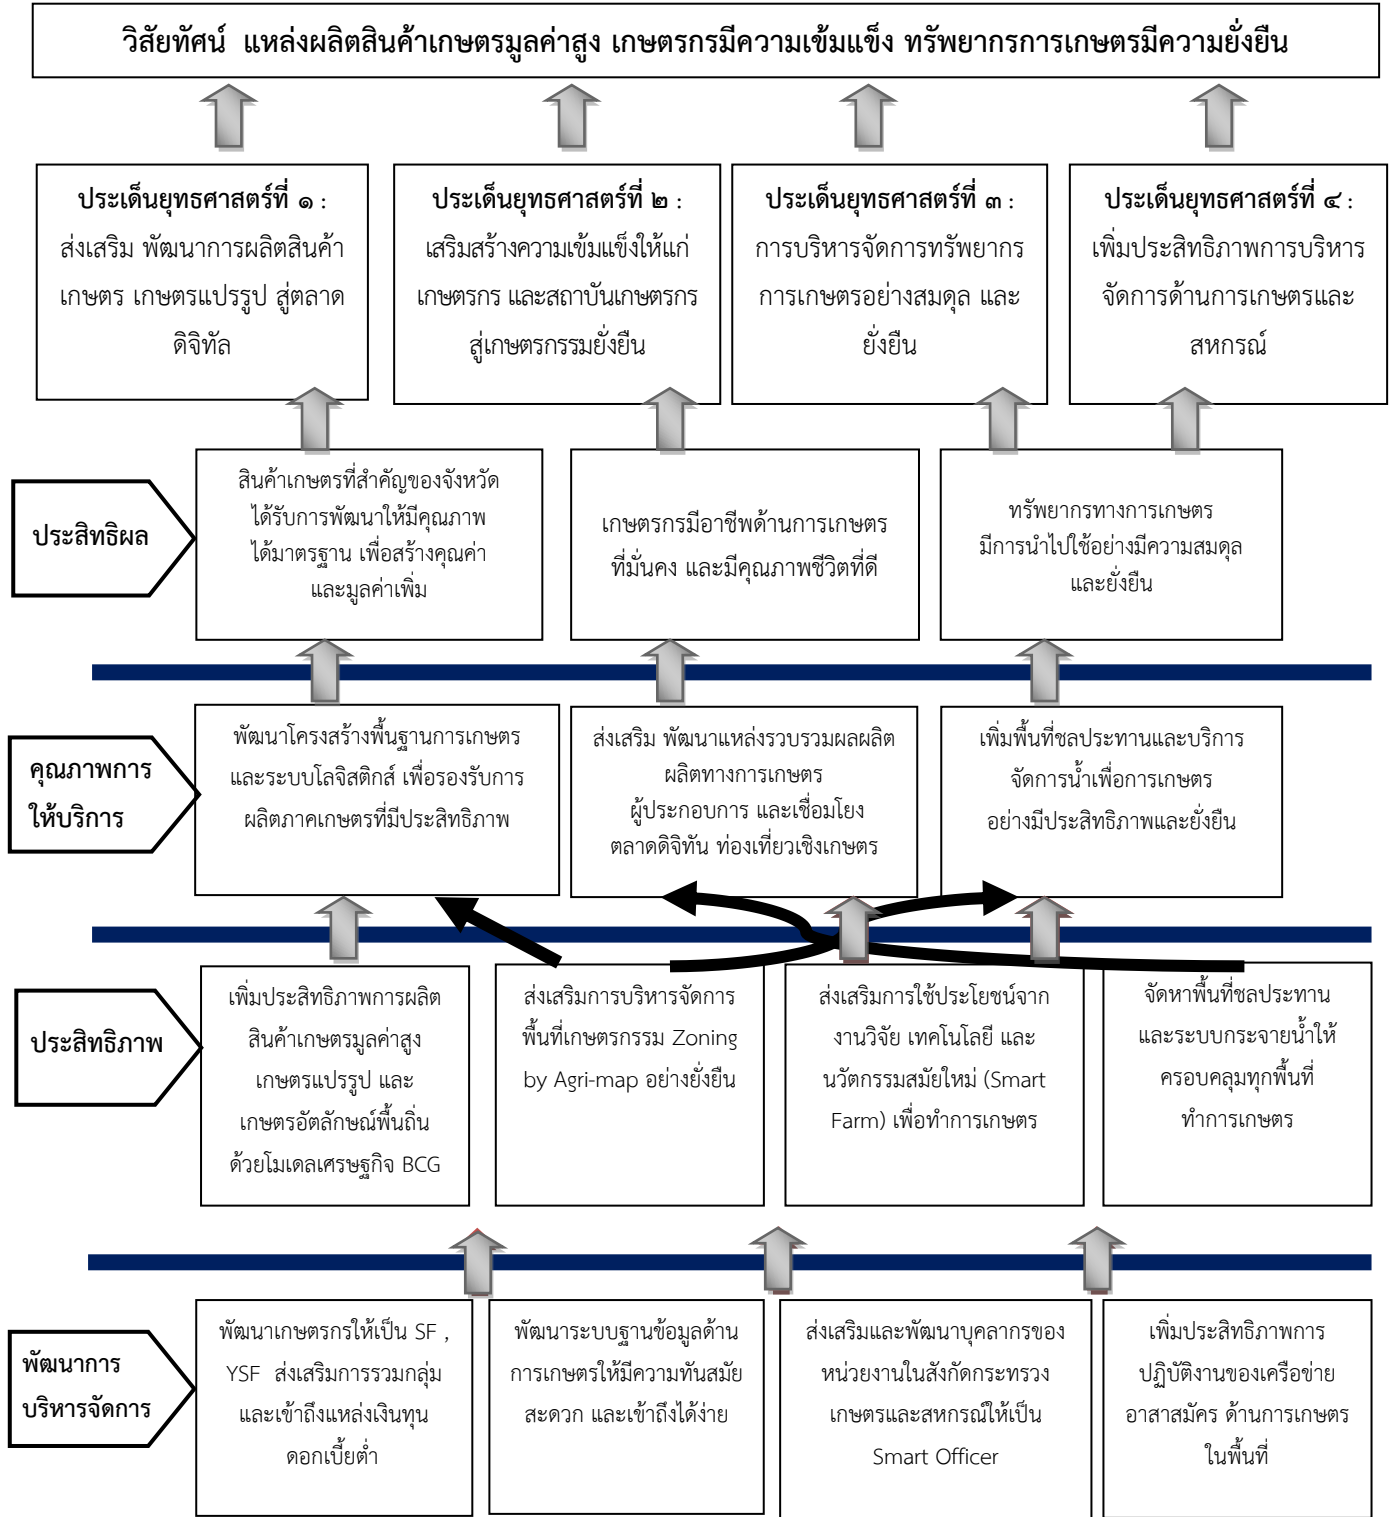 วิสัยทัศน์ แหล่งผลิตสินค้าเกษตรมูลค่าสูง เกษตรกรมีความเข้มแข็ง ทรัพยากรการเกษตรมีความยั่งยืน
ประเด็นยุทธศาสตร์ที่ ๑ :
ส่งเสริม พัฒนาการผลิตสินค้า
เกษตร เกษตรแปรรูป สู่ตลาด
ดิจิทัล
ประเด็นยุทธศาสตร์ที่ ๒ :
เสริมสร้างความเข้มแข็งให้แก่
เกษตรกร และสถาบันเกษตรกร
สู่เกษตรกรรมยั่งยืน
ประเด็นยุทธศาสตร์ที่ ๓ :
การบริหารจัดการทรัพยากร
การเกษตรอย่างสมดุล และ
ยั่งยืน
ประเด็นยุทธศาสตร์ที่ ๔ :
เพิ่มประสิทธิภาพการบริหาร
จัดการด้านการเกษตรและ
สหกรณ์
ประสิทธิผล
สินค้าเกษตรที่สำคัญของจังหวัด
ได้รับการพัฒนาให้มีคุณภาพ
ได้มาตรฐาน เพื่อสร้างคุณค่า
และมูลค่าเพิ่ม
เกษตรกรมีอาชีพด้านการเกษตร
ที่มั่นคง และมีคุณภาพชีวิตที่ดี
ทรัพยากรทางการเกษตร
มีการนำไปใช้อย่างมีความสมดุล
และยั่งยืน
คุณภาพการ
ให้บริการ
พัฒนาโครงสร้างพื้นฐานการเกษตร
และระบบโลจิสติกส์ เพื่อรองรับการ
ผลิตภาคเกษตรที่มีประสิทธิภาพ
ส่งเสริม พัฒนาแหล่งรวบรวมผลผลิต
ผลิตทางการเกษตร
ผู้ประกอบการ และเชื่อมโยง
ตลาดดิจิทัน ท่องเที่ยวเชิงเกษตร
เพิ่มพื้นที่ชลประทานและบริการ
จัดการน้ำเพื่อการเกษตร
อย่างมีประสิทธิภาพและยั่งยืน
ประสิทธิภาพ
เพิ่มประสิทธิภาพการผลิต
สินค้าเกษตรมูลค่าสูง
เกษตรแปรรูป และ
เกษตรอัตลักษณ์พื้นถิ่น
ด้วยโมเดลเศรษฐกิจ BCG
ส่งเสริมการบริหารจัดการ
พื้นที่เกษตรกรรม Zoning
by Agri-map อย่างยั่งยืน
ส่งเสริมการใช้ประโยชน์จาก
งานวิจัย เทคโนโลยี และ
นวัตกรรมสมัยใหม่ (Smart
Farm) เพื่อทำการเกษตร
จัดหาพื้นที่ชลประทาน
และระบบกระจายน้ำให้
ครอบคลุมทุกพื้นที่
ทำการเกษตร
พัฒนาการ
บริหารจัดการ
พัฒนาเกษตรกรให้เป็น SF ,
YSF ส่งเสริมการรวมกลุ่ม
และเข้าถึงแหล่งเงินทุน
ดอกเบี้ยต่ำ
พัฒนาระบบฐานข้อมูลด้าน
การเกษตรให้มีความทันสมัย
สะดวก และเข้าถึงได้ง่าย
ส่งเสริมและพัฒนาบุคลากรของ
หน่วยงานในสังกัดกระทรวง
เกษตรและสหกรณ์ให้เป็น
Smart Officer
เพิ่มประสิทธิภาพการ
ปฏิบัติงานของเครือข่าย
อาสาสมัคร ด้านการเกษตร
ในพื้นที่